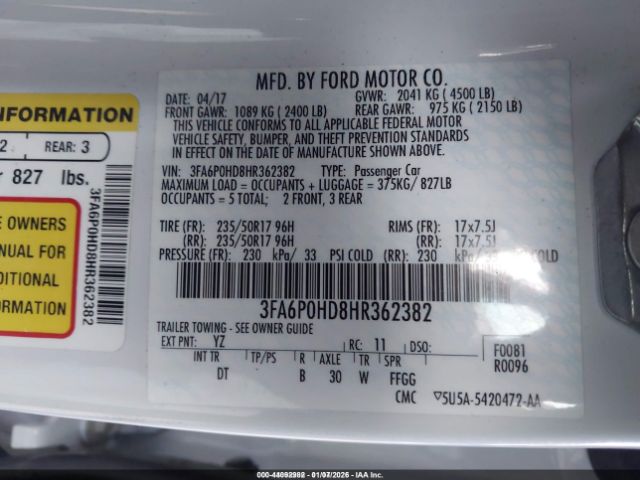 MFD. BY FORD MOTOR CO.
DATE: 04/17 GVWR: 2041 KG ( 4500 LB)
FRONT GAWR: 1089 KG ( 2400 LB) REAR GAWR: 975 KG ( 2150 LB)
THIS VEHICLE CONFORMS TO ALL APPLICABLE FEDERAL MOTOR
VEHICLE SAFETY, BUMPER, AND THEFT PREVENTION STANDARDS
IN EFFECT ON THE DATE OF MANUFACTURE SHOWN ABOVE.
VIN: 3FA6P0HD8HR362382 TYPE: Passenger Car
MAXIMUM LOAD = OCCUPANTS + LUGGAGE = 375KG/ 827LB
OCCUPANTS = 5 TOTAL; 2 FRONT, 3 REAR
TIRE (FR): 235/50R17 96H RIMS (FR): 17x7.5J
(RR): 235/50R17 96H (RR): 17x7.5J
PRESSURE (FR): 230 kPa/ 33 PSI COLD (RR): 230 kPa/
3FA6P0HD8HR362382
TRAILER TOWING - SEE OWNER GUIDE
EXT PNT: YZ RC: 11 DSO:
F0081
R0096
INT TR TP/PS R AXLE TR SPR
DT B 30 W FFGG
CMC ▽5U5A-5420472-AA
INFORMATION
2 REAR: 3
r 827 lbs.
E OWNERS
NUAL FOR
DITIONAL
RMATION
3FA6P0HD8HR362382
000-44092982 - 01/07/2026 - IAAI.COM